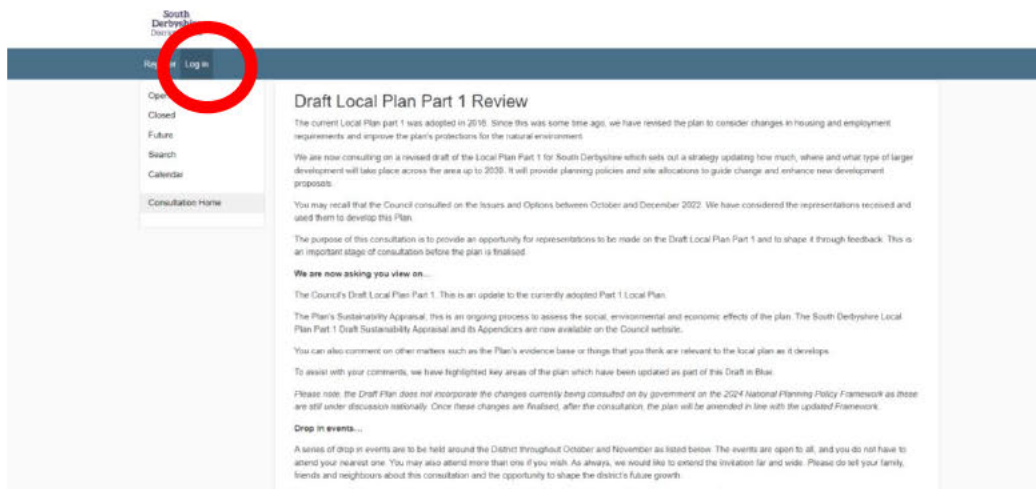 South
Derbyshire
District
Register Log in
Open
Closed
Future
Search
Calendar
Consultation Home
Draft Local Plan Part 1 Review
The current Local Plan part 1 was adopted in 2016. Since this was some time ago, we have revised the plan to consider changes in housing and employment
requirements and improve the plan's protections for the natural environment.
We are now consulting on a revised draft of the Local Plan Part 1 for South Derbyshire which sets out a strategy updating how much, where and what type of larger
development will take place across the area up to 2039. It will provide planning policies and site allocations to guide change and enhance new development
proposals.
You may recall that the Council consulted on the Issues and Options between October and December 2022. We have considered the representations received and
used them to develop this Plan.
The purpose of this consultation is to provide an opportunity for representations to be made on the Draft Local Plan Part 1 and to shape it through feedback. This is
an important stage of consultation before the plan is finalised.
We are now asking you view on...
The Council's Draft Local Plan Part 1. This is an update to the currently adopted Part 1 Local Plan.
The Plan's Sustainability Appraisal, this is an ongoing process to assess the social, environmental and economic effects of the plan. The South Derbyshire Local
Plan Part 1 Draft Sustainability Appraisal and its Appendices are now available on the Council website.
You can also comment on other matters such as the Plan's evidence base or things that you think are relevant to the local plan as it develops.
To assist with your comments, we have highlighted key areas of the plan which have been updated as part of this Draft in Blue.
Please note, the Draft Plan does not incorporate the changes currently being consulted on by government on the 2024 National Planning Policy Framework as these
are still under discussion nationally. Once these changes are finalised, after the consultation, the plan will be amended in line with the updated Framework.
Drop in events...
A series of drop in events are to be held around the District throughout October and November as listed below. The events are open to all, and you do not have to
attend your nearest one. You may also attend more than one if you wish. As always, we would like to extend the invitation far and wide. Please do tell your family,
friends and neighbours about this consultation and the opportunity to shape the district's future growth.